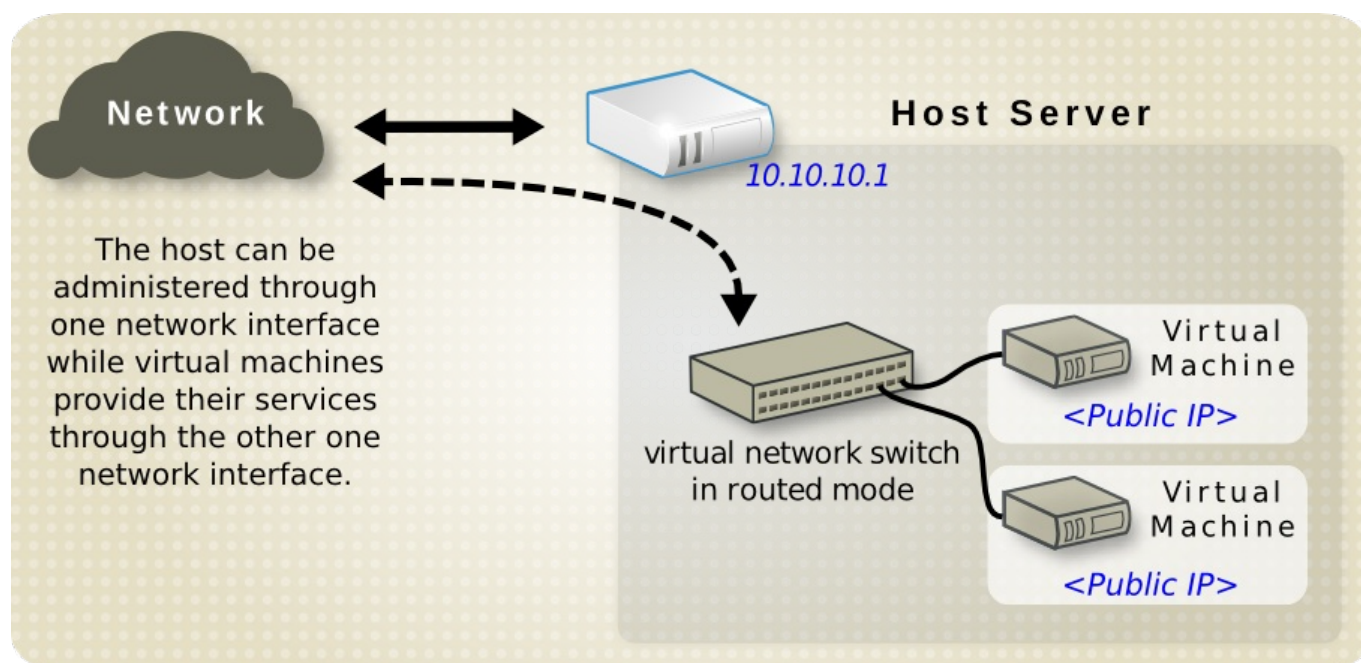 Network
Host Server
10.10.10.1
The host can be
administered through
one network interface
while virtual machines
provide their services
through the other one
network interface.
virtual network switch
in routed mode
Virtual
Machine
<Public IP>
Virtual
Machine
<Public IP>